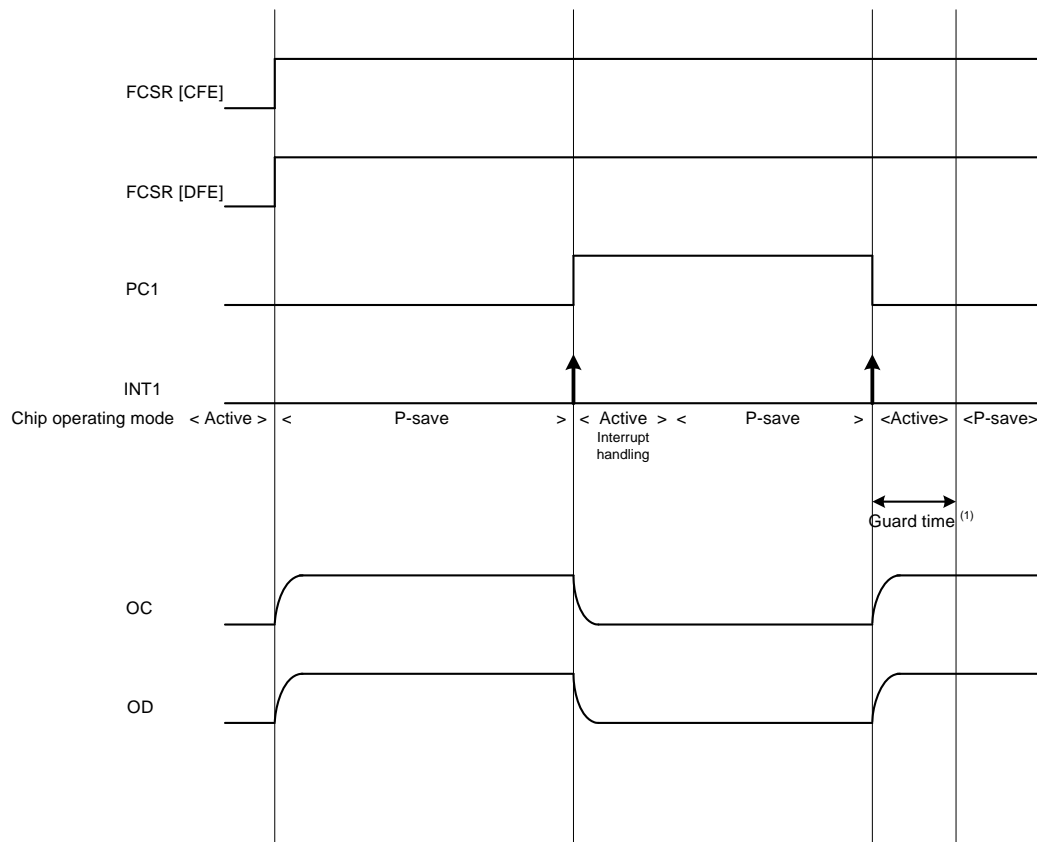 FCSR [CFE]
FCSR [DFE]
PC1
INT1
Chip operating mode < Active > < P-save > < Active > < P-save > <Active> <P-save>
Interrupt
handling
Guard time (1)
OC
OD